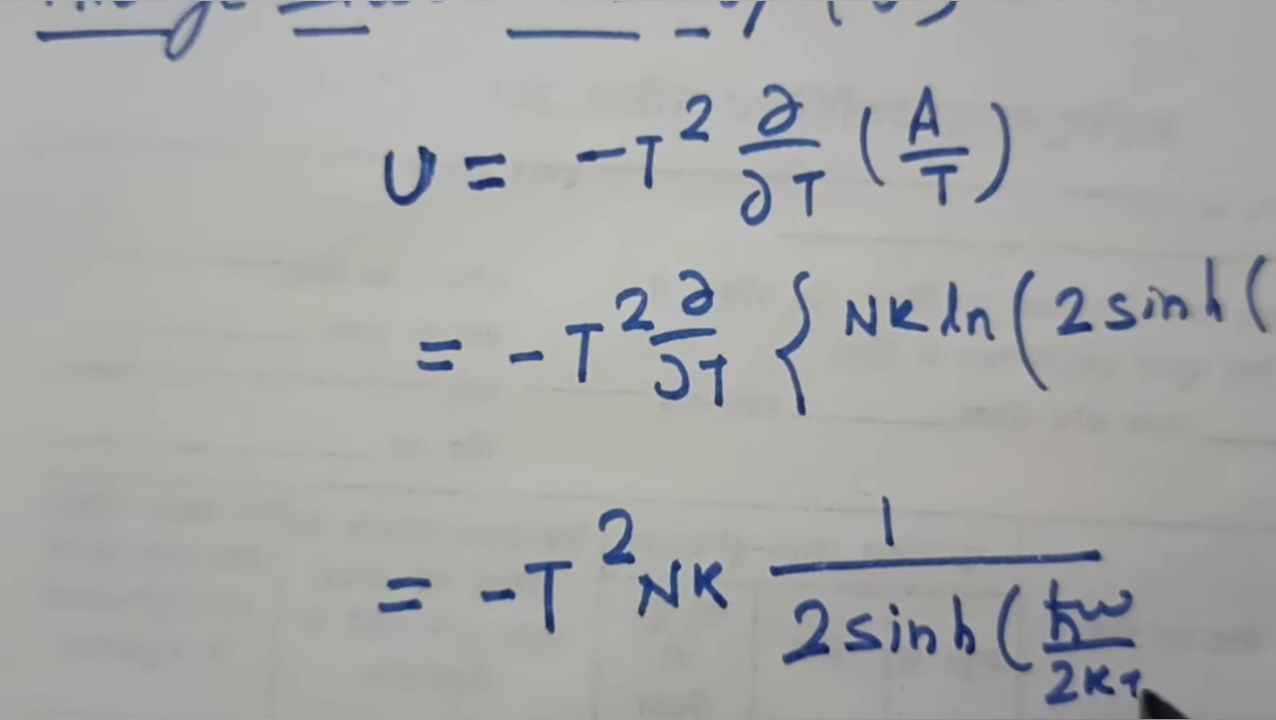 U = -T² ∂/∂T (A/T)
= -T² ∂/∂T { NK ln(2 sinh(
= -T² NK 1/2 sinh(ħω/2KT